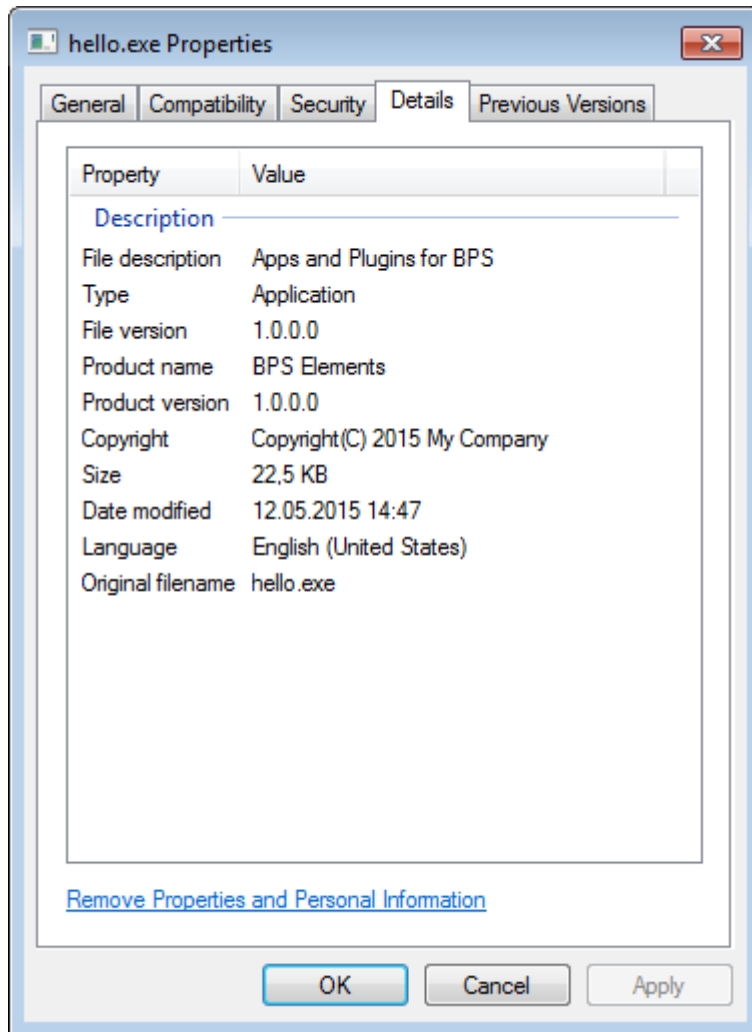 hello.exe Properties
General Compatibility Security Details Previous Versions
Property Value
Description
File description Apps and Plugins for BPS
Type Application
File version 1.0.0.0
Product name BPS Elements
Product version 1.0.0.0
Copyright Copyright(C) 2015 My Company
Size 22,5 KB
Date modified 12.05.2015 14:47
Language English (United States)
Original filename hello.exe
Remove Properties and Personal Information
OK Cancel Apply